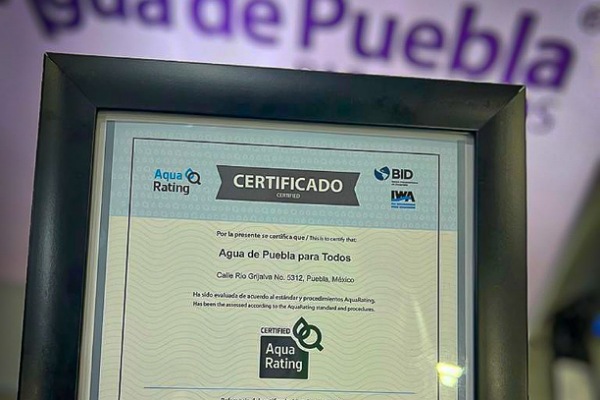 Agua de Puebla
Aqua
Rating
CERTIFICADO
CERTIFIED
BID
IWA
Por la presente se certifica que / This is to certify that:
Agua de Puebla para Todos
Calle Río Grijalva No. 5312, Puebla, México
Ha sido evaluada de acuerdo al estándar y procedimientos AquaRating.
Has been the assessed according to the AquaRating standard and procedures.
CERTIFIED
Aqua
Rating